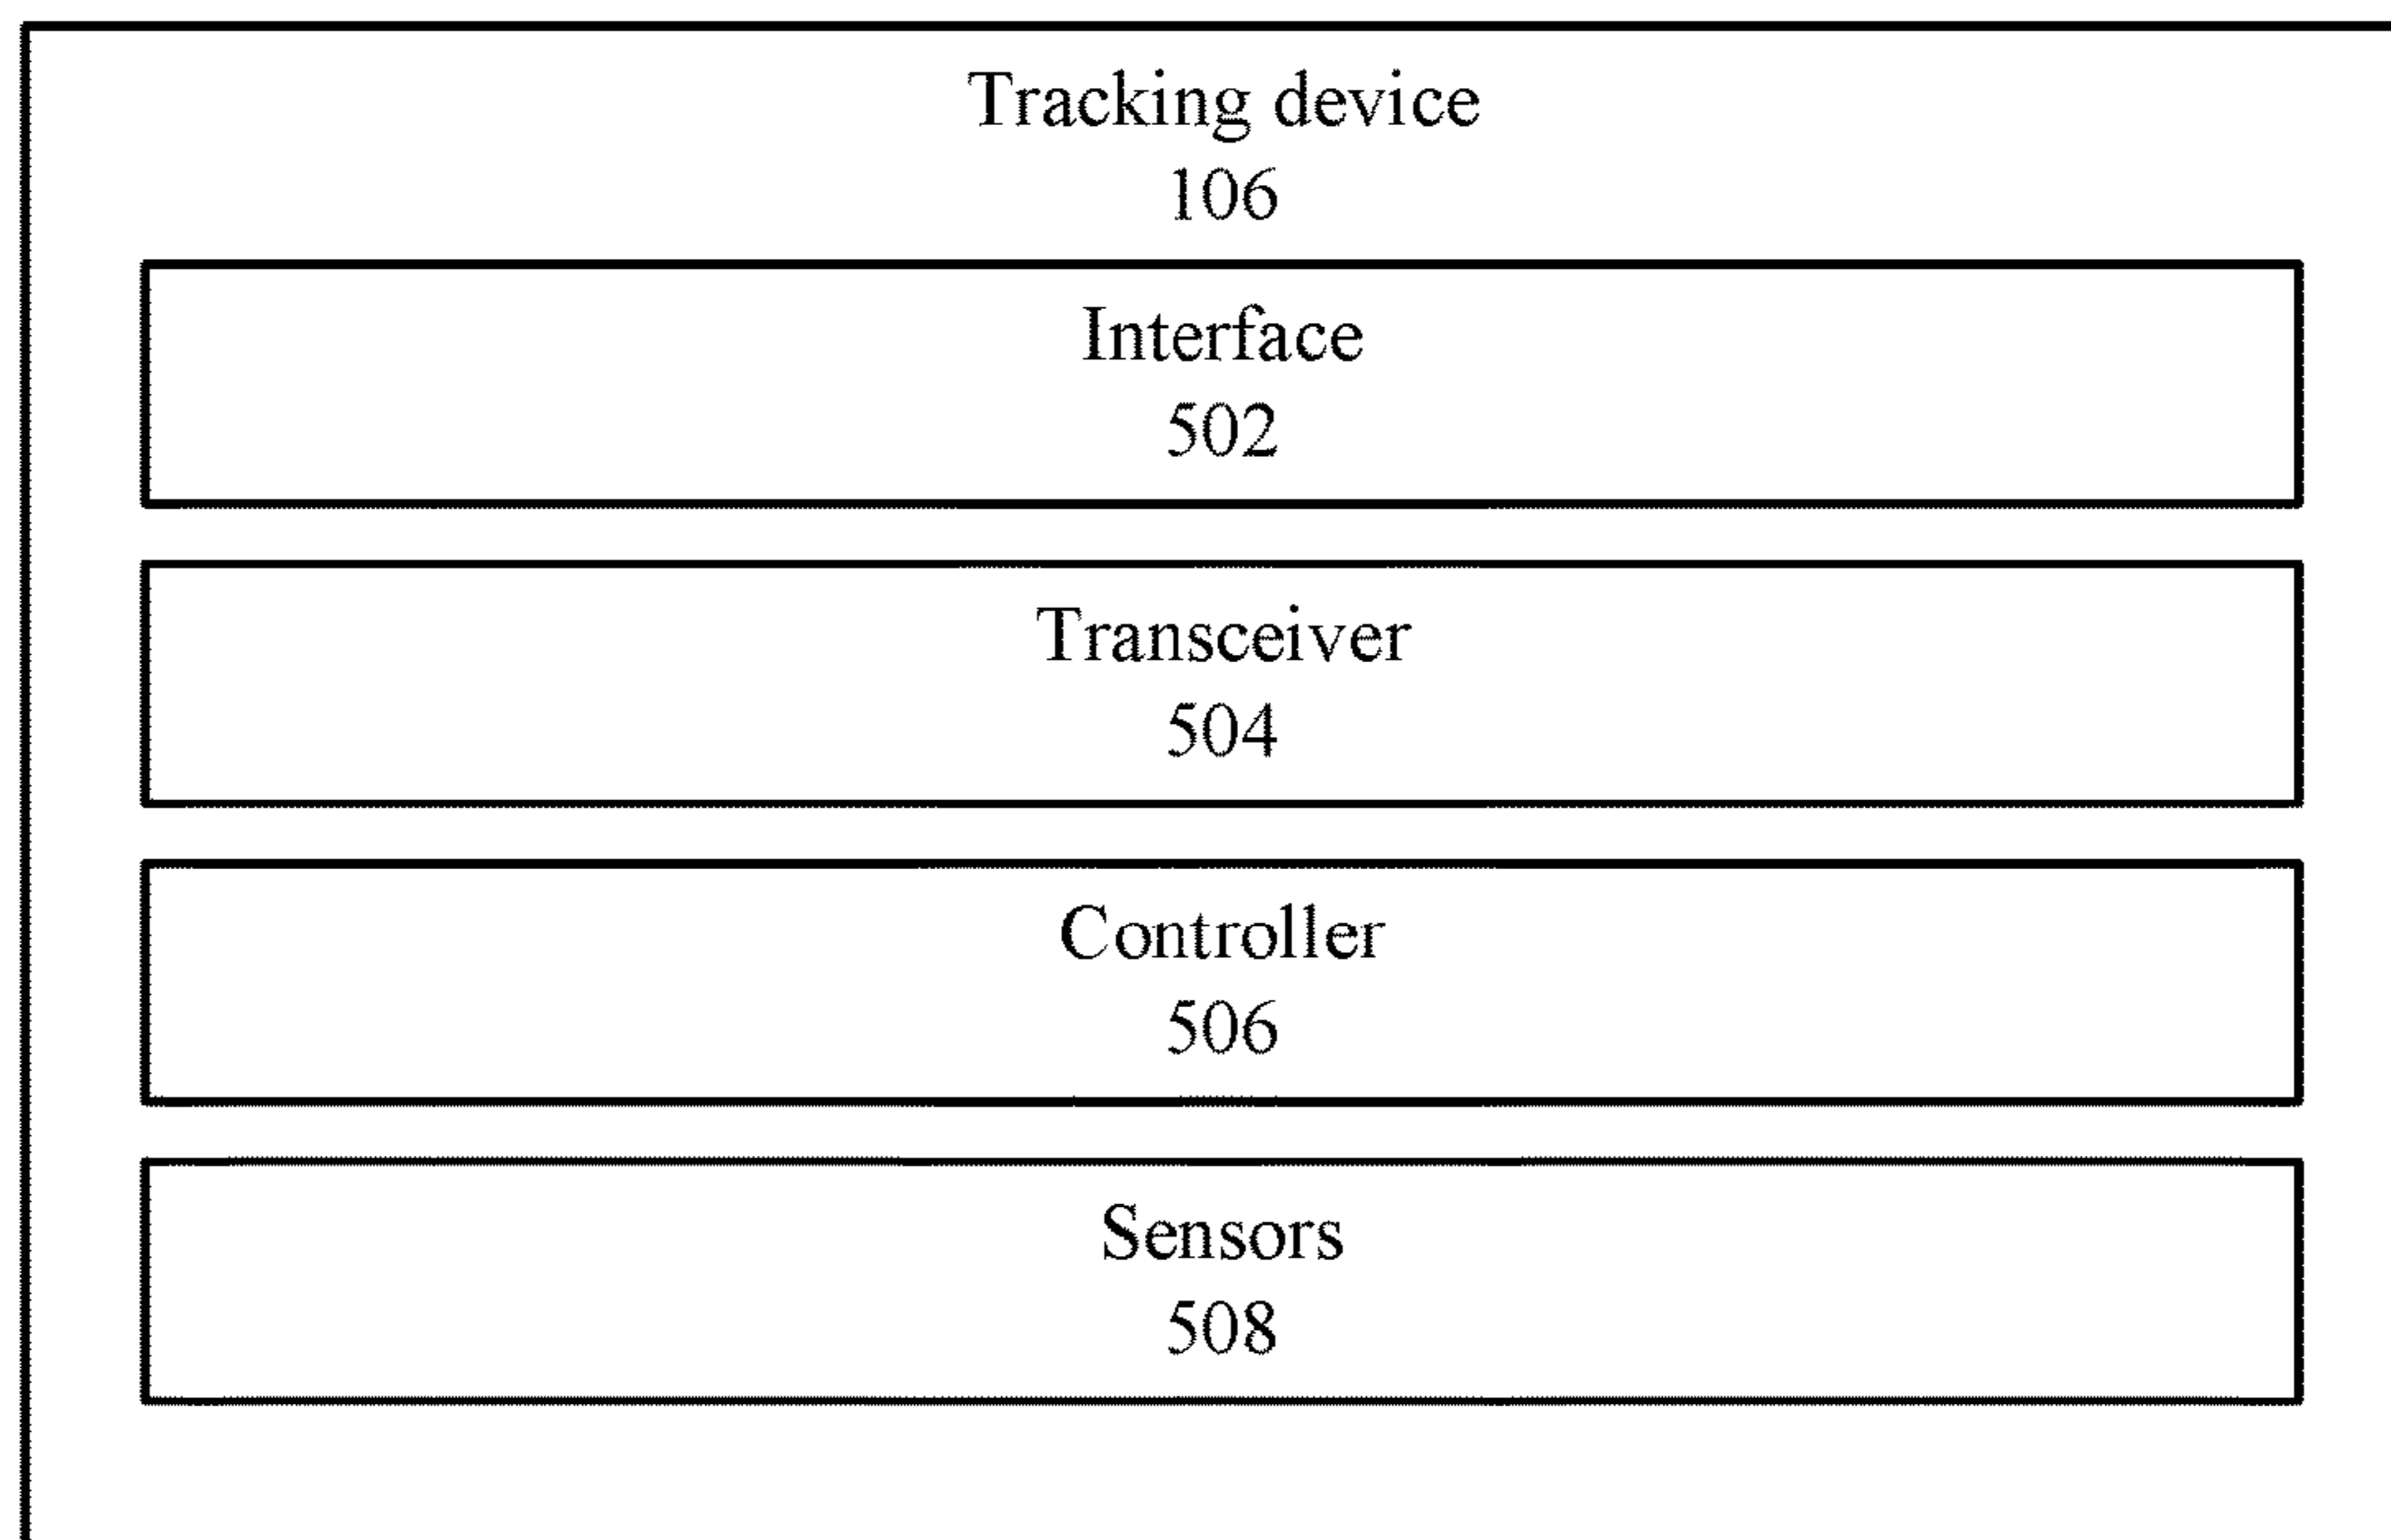 Tracking device
106
Interface
502
Transceiver
504
Controller
506
Sensors
508